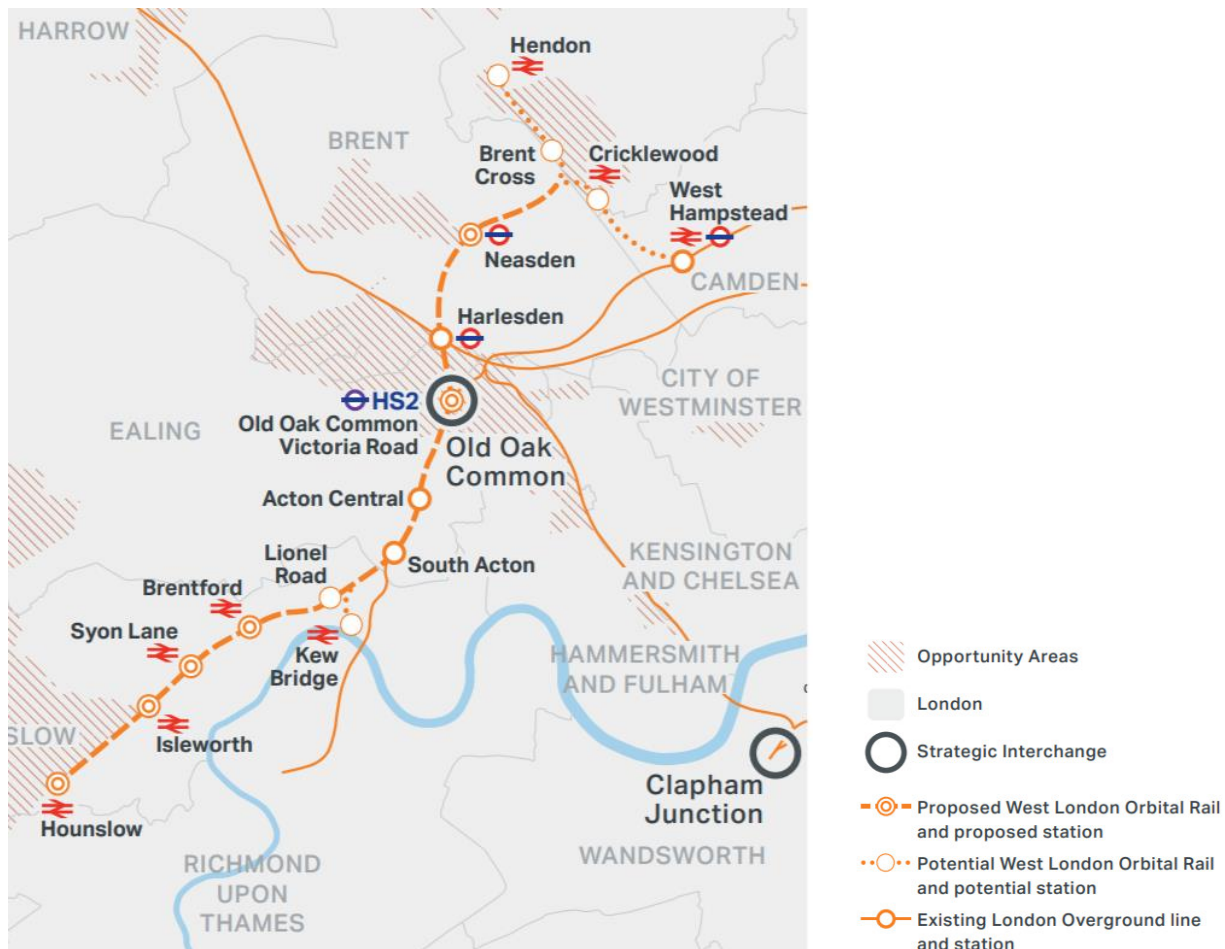 HARROW
Hendon
BRENT
Brent
Cross
Cricklewood
West
Hampstead
Neasden
CAMDEN
Harlesden
CITY OF
WESTMINSTER
HS2
Old Oak Common
Victoria Road
EALING
Old Oak
Common
Acton Central
Lionel
Road
South Acton
KENSINGTON
AND CHELSEA
Brentford
Syon Lane
Kew
Bridge
HAMMERSMITH
AND FULHAM
SLOW
Isleworth
Hounslow
Clapham
Junction
WANDSWORTH
RICHMOND
UPON
THAMES
Opportunity Areas
London
Strategic Interchange
Proposed West London Orbital Rail
and proposed station
Potential West London Orbital Rail
and potential station
Existing London Overground line
and station